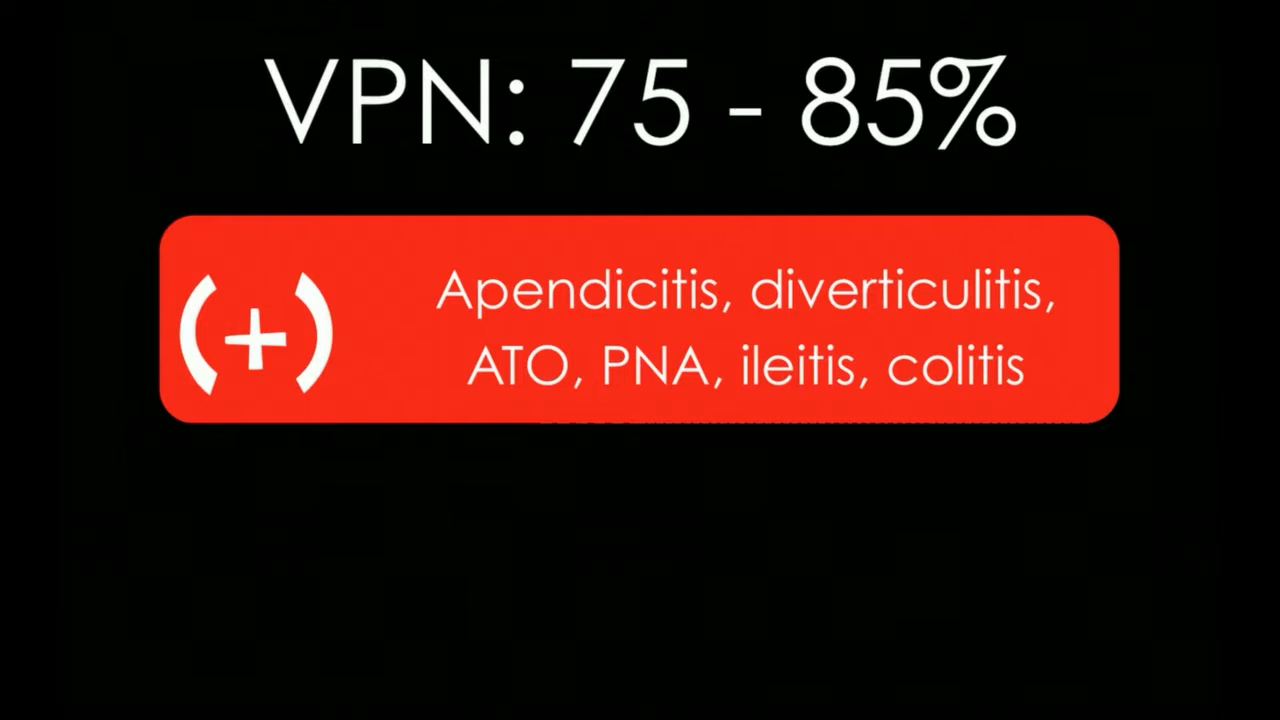 VPN: 75 - 85%
(+)
Apendicitis, diverticulitis,
ATO, PNA, ileitis, colitis